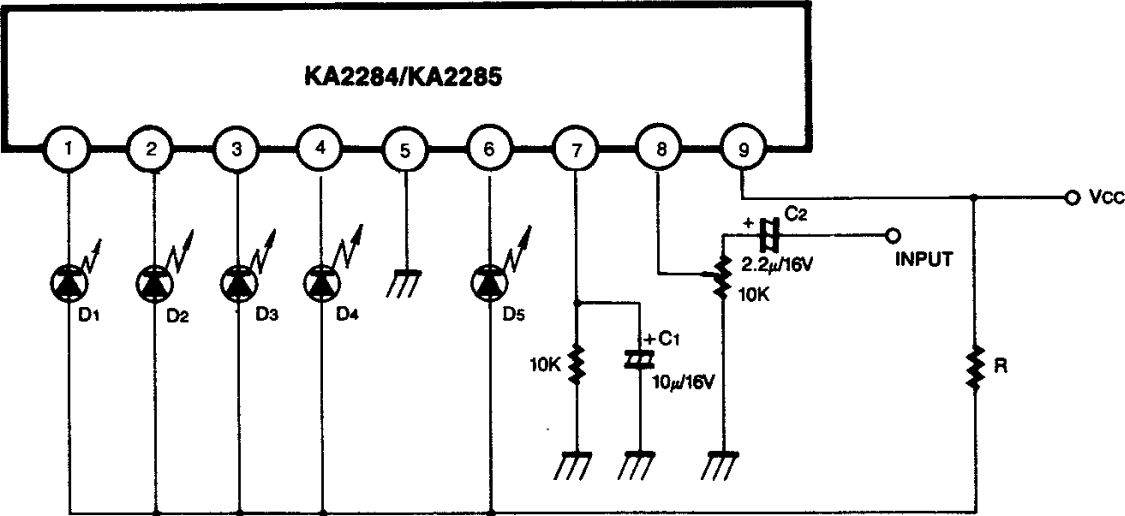 KA2284/KA2285
1 2 3 4 5 6 7 8 9
VCC
+ C2
INPUT
2.2μ/16V
10K
D1 D2 D3 D4 D5
+C1
10K
10μ/16V
R